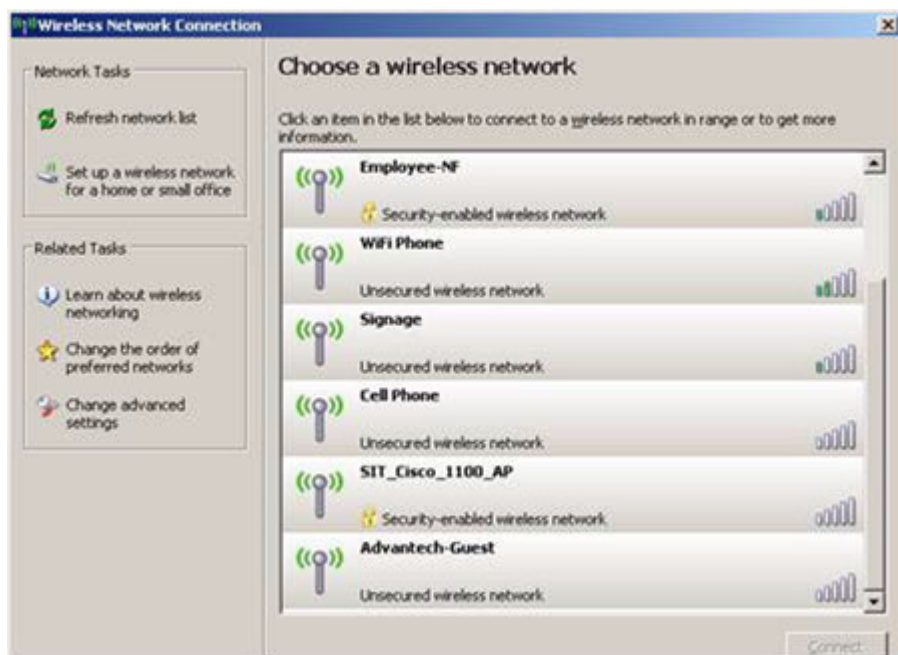 Wireless Network Connection
Network Tasks
Refresh network list
Set up a wireless network
for a home or small office
Related Tasks
Learn about wireless
networking
Change the order of
preferred networks
Change advanced
settings
Choose a wireless network
Click an item in the list below to connect to a wireless network in range or to get more
information.
Employee-NF
Security-enabled wireless network
WiFi Phone
Unsecured wireless network
Signage
Unsecured wireless network
Cell Phone
Unsecured wireless network
SIT_Cisco_1100_AP
Security-enabled wireless network
Advantech-Guest
Unsecured wireless network
Connect